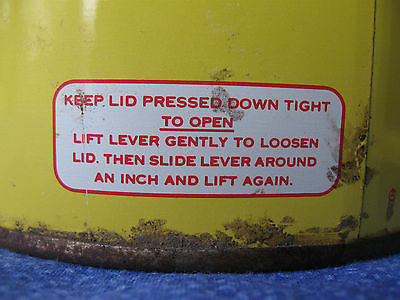 KEEP LID PRESSED DOWN TIGHT
TO OPEN
LIFT LEVER GENTLY TO LOOSEN
LID. THEN SLIDE LEVER AROUND
AN INCH AND LIFT AGAIN.